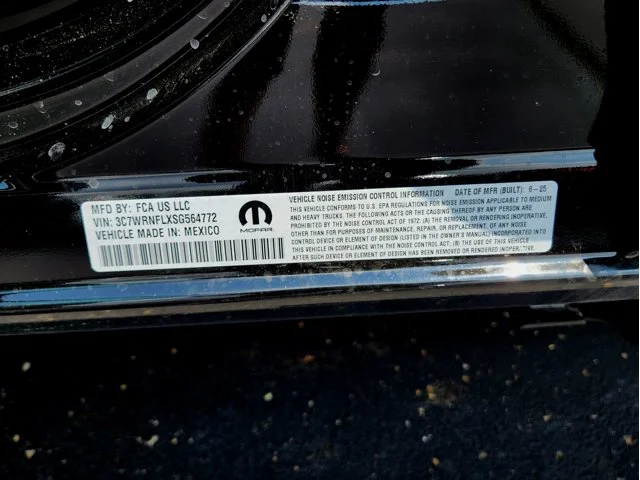 MFD BY: FCA US LLC
VIN: 3C7WRNFLXSG564772
VEHICLE MADE IN: MEXICO
MOPAR
VEHICLE NOISE EMISSION CONTROL INFORMATION DATE OF MFR (BUILT): 6-25
THIS VEHICLE CONFORMS TO U.S. EPA REGULATIONS FOR NOISE EMISSION APPLICABLE TO MEDIUM
AND HEAVY TRUCKS. THE FOLLOWING ACTS OR THE CAUSING THEREOF BY ANY PERSON ARE
PROHIBITED BY THE NOISE CONTROL ACT OF 1972: (A) THE REMOVAL OR RENDERING INOPERATIVE,
OTHER THAN FOR PURPOSES OF MAINTENANCE, REPAIR, OR REPLACEMENT, OF ANY NOISE
CONTROL DEVICE OR ELEMENT OF DESIGN (LISTED IN THE OWNER'S MANUAL) INCORPORATED INTO
THIS VEHICLE IN COMPLIANCE WITH THE NOISE CONTROL ACT; (B) THE USE OF THIS VEHICLE
AFTER SUCH DEVICE OR ELEMENT OF DESIGN HAS BEEN REMOVED OR RENDERED